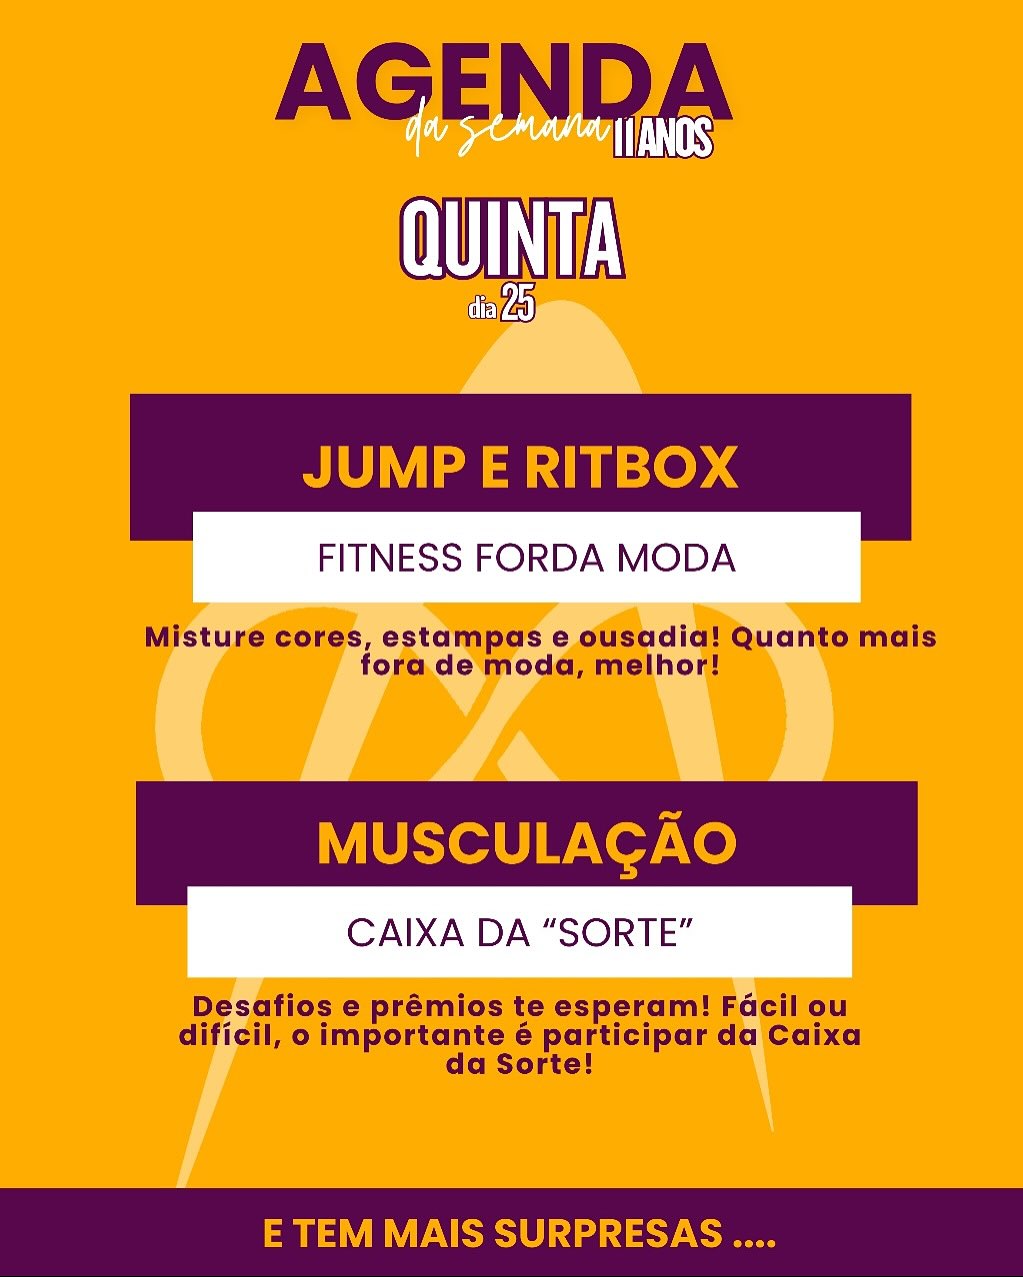 AGENDA
da semana 11 ANOS
QUINTA
dia 25
JUMP E RITBOX
FITNESS FORDA MODA
Misture cores, estampas e ousadia! Quanto mais
fora de moda, melhor!
MUSCULAÇÃO
CAIXA DA “SORTE”
Desafios e prêmios te esperam! Fácil ou
difícil, o importante é participar da Caixa
da Sorte!
E TEM MAIS SURPRESAS ....